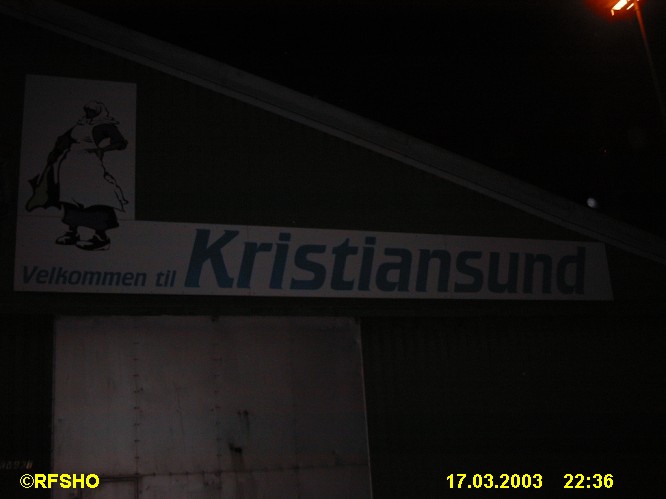 Velkommen til Kristiansund
©RFSHO 17.03.2003 22:36